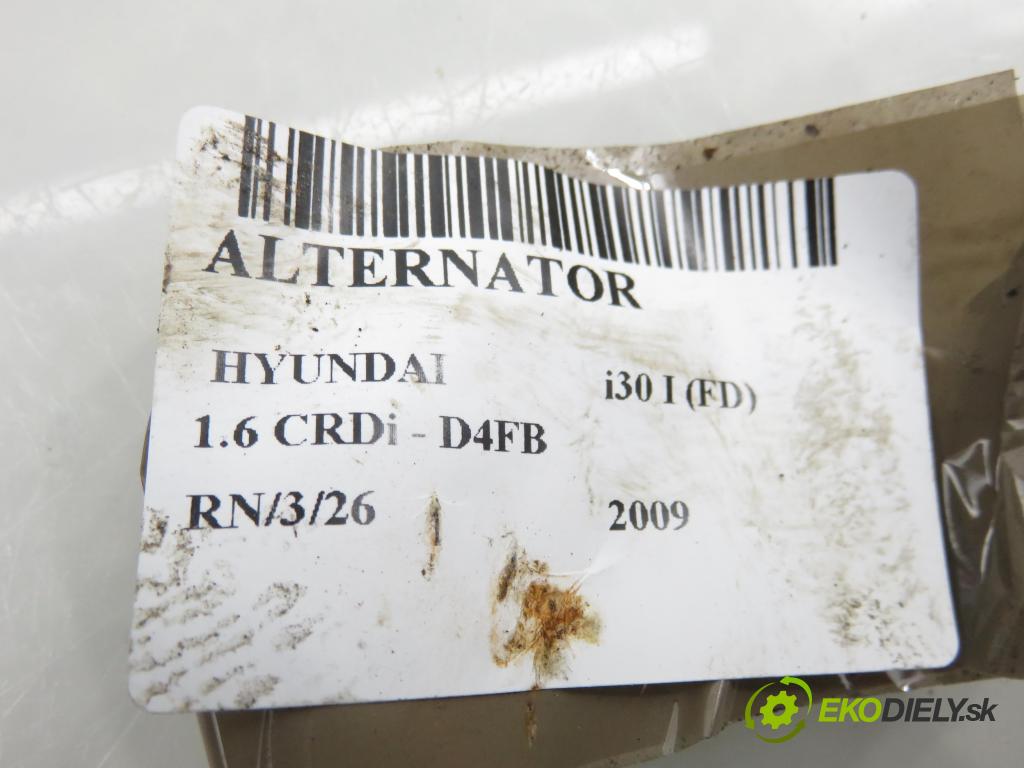 ALTERNATOR
HYUNDAI i30 I (FD)
1.6 CRDi - D4FB
RN/3/26 2009
EKODIELY.sk